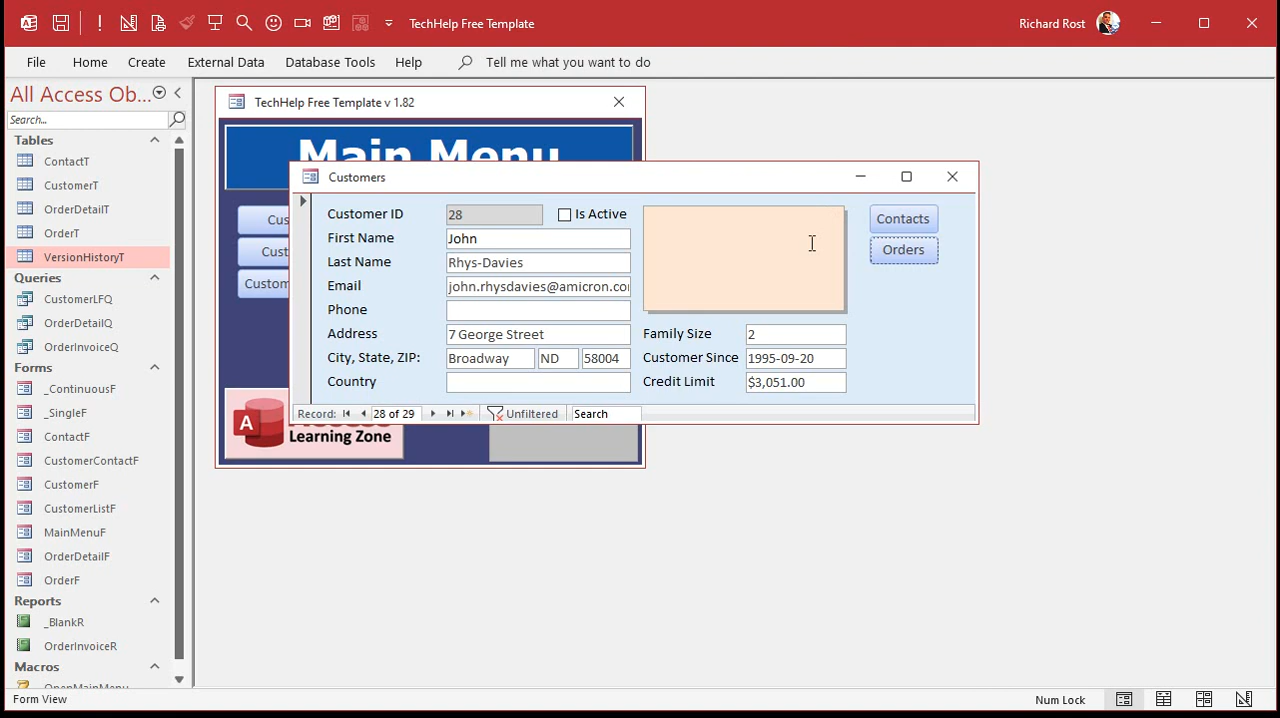 TechHelp Free Template
Richard Rost
File Home Create External Data Database Tools Help Tell me what you want to do
All Access Ob...
Search...
Tables
ContactT
CustomerT
OrderDetailT
OrderT
VersionHistoryT
Queries
CustomerLFQ
OrderDetailQ
OrderInvoiceQ
Forms
_ContinuousF
_SingleF
ContactF
CustomerContactF
CustomerF
CustomerListF
MainMenuF
OrderDetailF
OrderF
Reports
_BlankR
OrderInvoiceR
Macros
OpenMainMenu
TechHelp Free Template v 1.82
Main Menu
Cus
Cust
Custom
A
Learning Zone
Customers
Customer ID 28 Is Active
First Name John
Last Name Rhys-Davies
Email john.rhysdavies@amicron.co
Phone
Address 7 George Street
City, State, ZIP: Broadway ND 58004
Country
Family Size 2
Customer Since 1995-09-20
Credit Limit $3,051.00
Contacts
Orders
Record: 28 of 29 Unfiltered Search
Form View
Num Lock